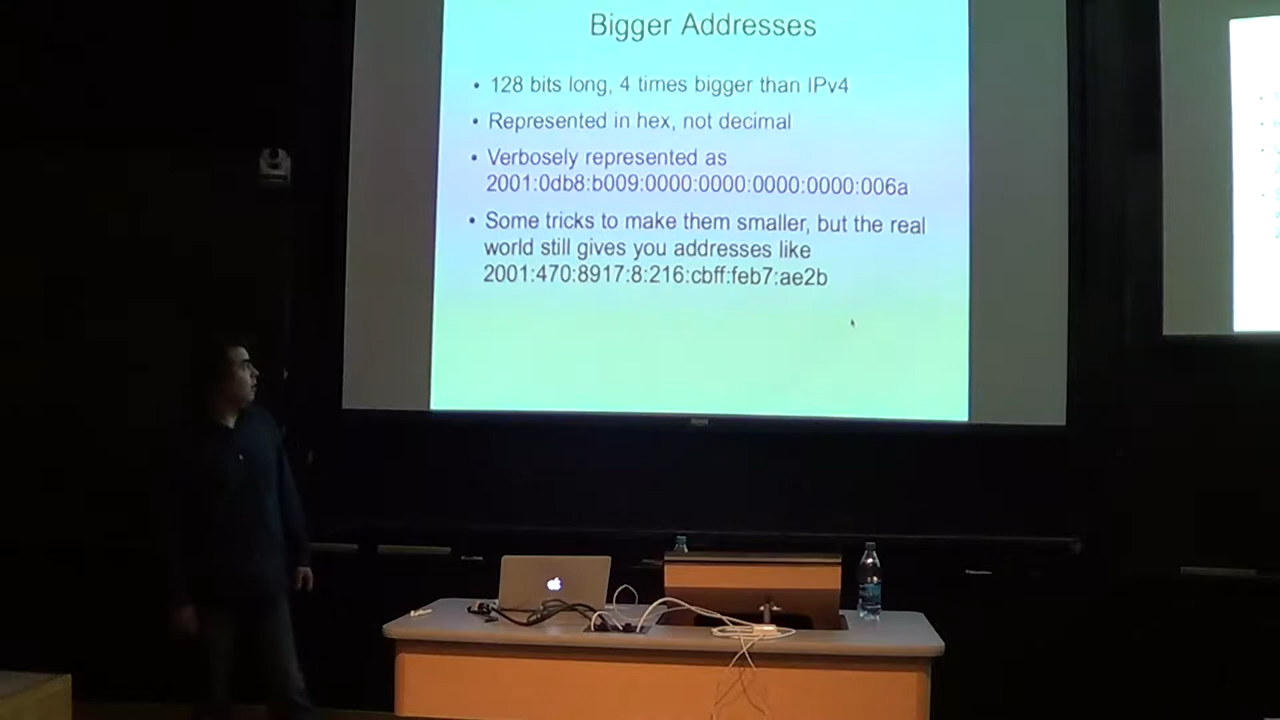 Bigger Addresses
• 128 bits long, 4 times bigger than IPv4
• Represented in hex, not decimal
• Verbosely represented as
2001:0db8:b009:0000:0000:0000:0000:006a
• Some tricks to make them smaller, but the real
world still gives you addresses like
2001:470:8917:8:216:cbff:feb7:ae2b